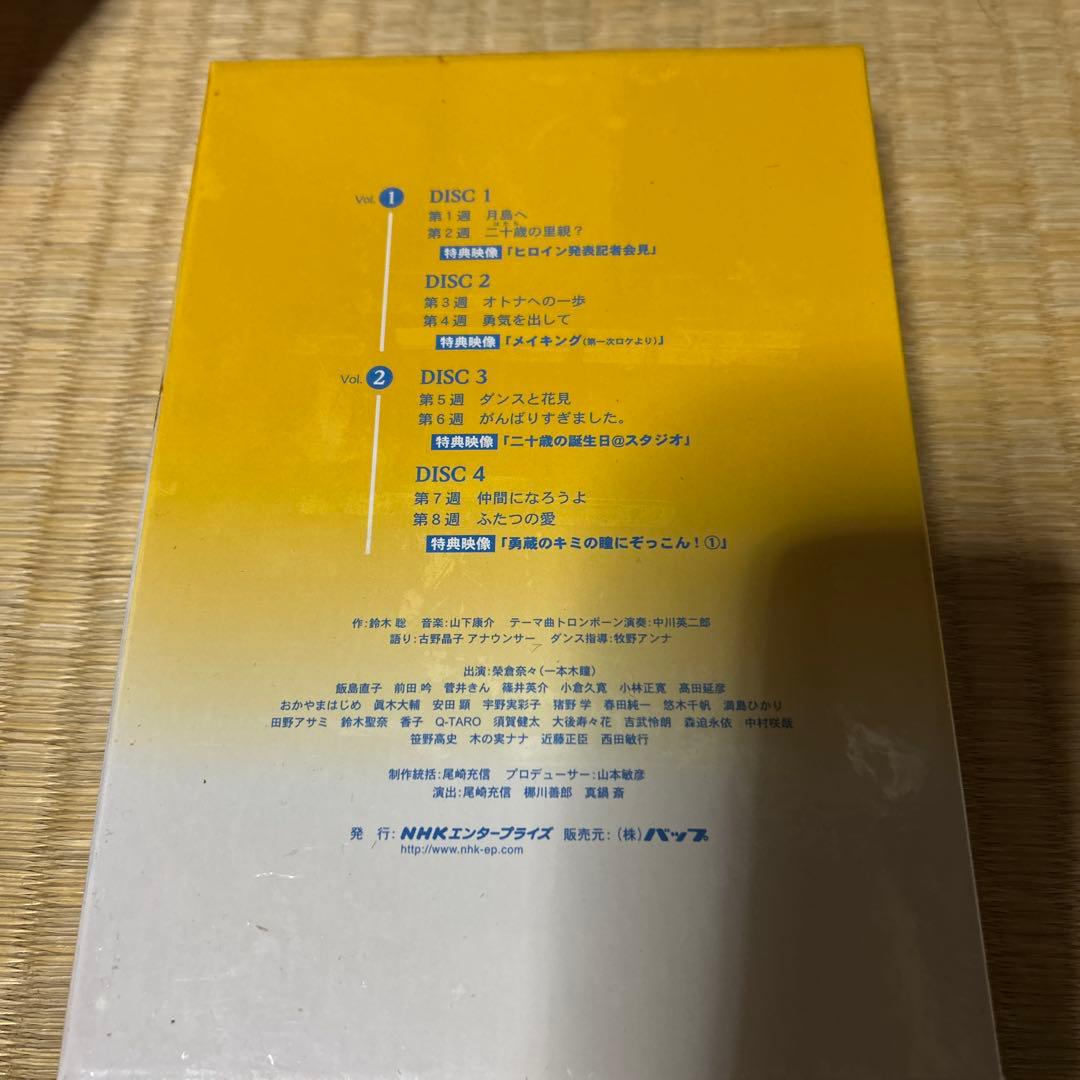 Vol. 1 DISC 1
第1週 月島へ
はたち
第2週 二十歳の里親?
特典映像「ヒロイン発表記者会見」
DISC 2
第3週 オトナへの一歩
第4週 勇気を出して
特典映像「メイキング(第一次ロケより)」
Vol. 2 DISC 3
第5週 ダンスと花見
第6週 がんばりすぎました。
特典映像「二十歳の誕生日@スタジオ」
DISC 4
第7週 仲間になろうよ
第8週 ふたつの愛
特典映像「勇蔵のキミの瞳にぞっこん!①」
作:鈴木 聡 音楽:山下康介 テーマ曲トロンボーン演奏:中川英二郎
語り:古野晶子 アナウンサー ダンス指導:牧野アンナ
出演:榮倉奈々(一本木瞳)
飯島直子 前田 吟 菅井きん 篠井英介 小倉久寛 小林正寛 高田延彦
おかやまはじめ 眞木大輔 安田 顕 宇野実彩子 猪野 学 春田純一 悠木千帆 満島ひかり
田野アサミ 鈴木聖奈 香子 Q-TARO 須賀健太 大後寿々花 吉武怜朗 森迫永依 中村咲哉
笹野高史 木の実ナナ 近藤正臣 西田敏行
制作統括:尾崎充信 プロデューサー:山本敏彦
演出:尾崎充信 梛川善郎 真鍋 斎
発 行:NHKエンタープライズ 販売元:(株)バップ
http://www.nhk-ep.com